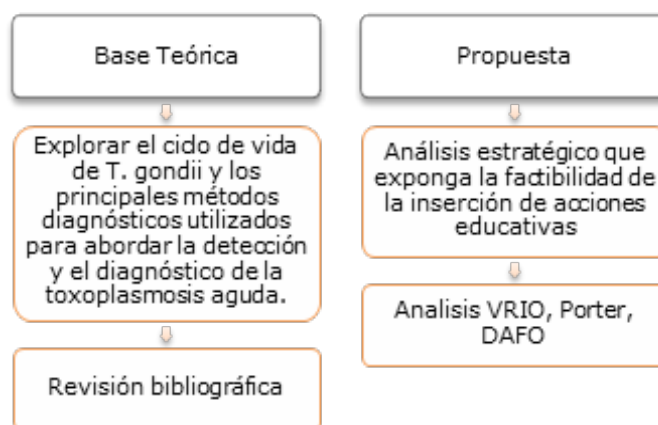 Base Teórica
Explorar el ciclo de vida
de T. gondii y los
principales métodos
diagnósticos utilizados
para abordar la detección
y el diagnóstico de la
toxoplasmosis aguda.
Revisión bibliográfica
Propuesta
Análisis estratégico que
exponga la factibilidad de
la inserción de acciones
educativas
Analisis VRIO, Porter,
DAFO